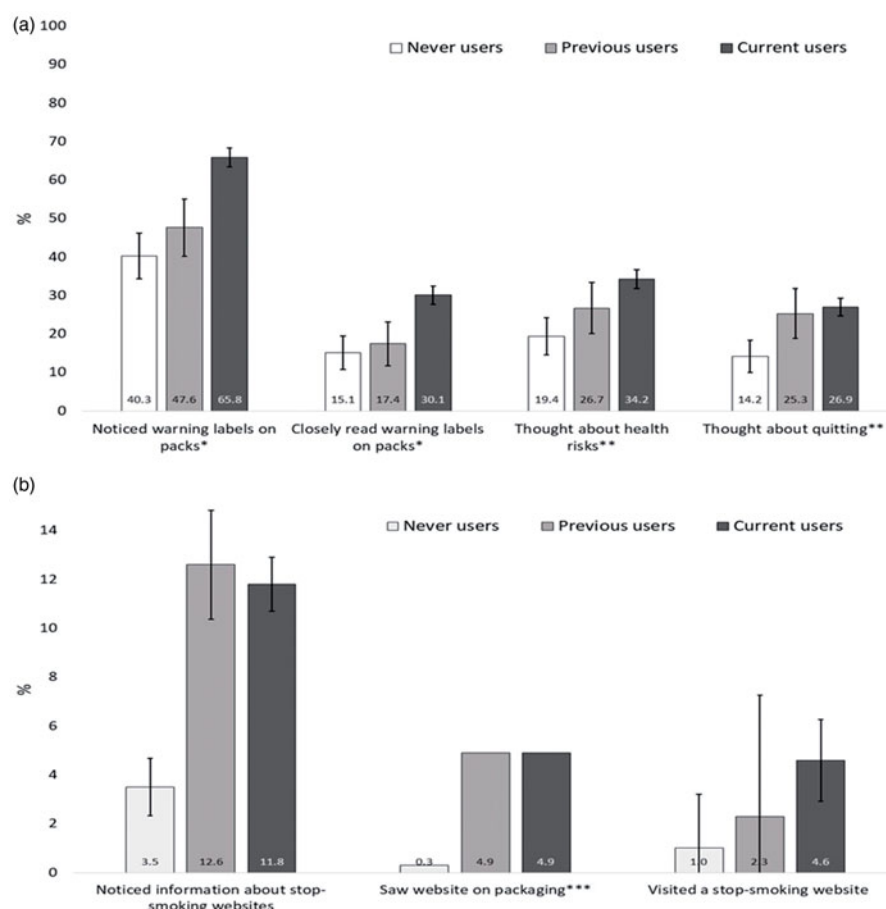 (a)
100
90
80
70
60
50
40
30
20
10
0
%
Never users Previous users Current users
40.3 47.6 65.8 15.1 17.4 30.1 19.4 26.7 34.2 14.2 25.3 26.9
Noticed warning labels on
packs*
Closely read warning labels
on packs*
Thought about health
risks**
Thought about quitting**
(b)
14
12
10
8
6
4
2
0
%
Never users Previous users Current users
3.5 12.6 11.8 0.3 4.9 4.9 1.0 2.3 4.6
Noticed information about stop-
smoking websites
Saw website on packaging***
Visited a stop-smoking website